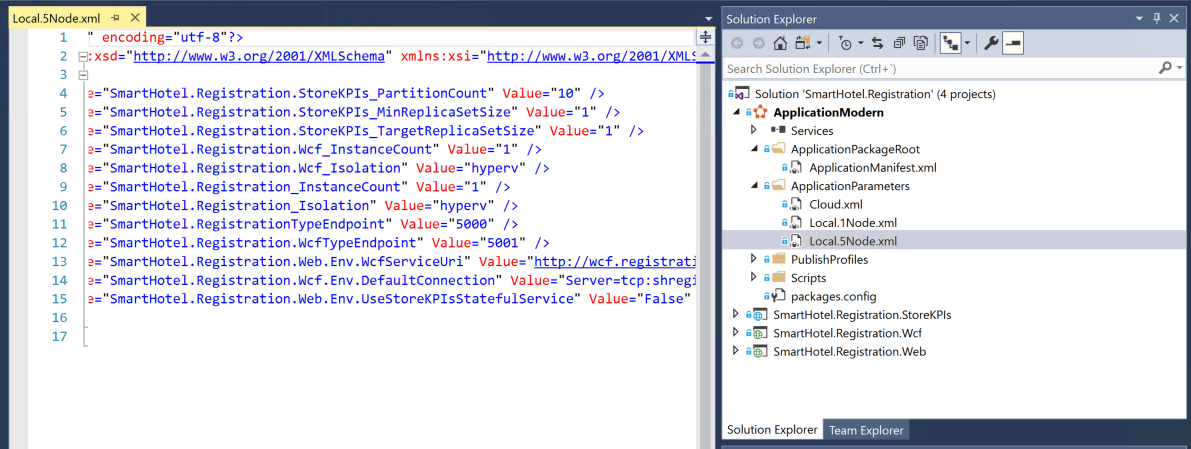 Local.5Node.xml
1 " encoding="utf-8"?>
2 :xsd="http://www.w3.org/2001/XMLSchema" xmlns:xsi="http://www.w3.org/2001/XMLS
3
4 e="SmartHotel.Registration.StoreKPIs_PartitionCount" Value="10" />
5 e="SmartHotel.Registration.StoreKPIs_MinReplicaSetSize" Value="1" />
6 e="SmartHotel.Registration.StoreKPIs_TargetReplicaSetSize" Value="1" />
7 e="SmartHotel.Registration.Wcf_InstanceCount" Value="1" />
8 e="SmartHotel.Registration.Wcf_Isolation" Value="hyperv" />
9 e="SmartHotel.Registration_InstanceCount" Value="1" />
10 e="SmartHotel.Registration_Isolation" Value="hyperv" />
11 e="SmartHotel.RegistrationTypeEndpoint" Value="5000" />
12 e="SmartHotel.Registration.WcfTypeEndpoint" Value="5001" />
13 e="SmartHotel.Registration.Web.Env.WcfServiceUri" Value="http://wcf.registrati
14 e="SmartHotel.Registration.Wcf.Env.DefaultConnection" Value="Server=tcp:shregi
15 e="SmartHotel.Registration.Web.Env.UseStoreKPIsStatefulService" Value="False"
16
17
Solution Explorer
Search Solution Explorer (Ctrl+`)
Solution 'SmartHotel.Registration' (4 projects)
ApplicationModern
Services
ApplicationPackageRoot
ApplicationManifest.xml
ApplicationParameters
Cloud.xml
Local.1Node.xml
Local.5Node.xml
PublishProfiles
Scripts
packages.config
SmartHotel.Registration.StoreKPIs
SmartHotel.Registration.Wcf
SmartHotel.Registration.Web
Solution Explorer Team Explorer